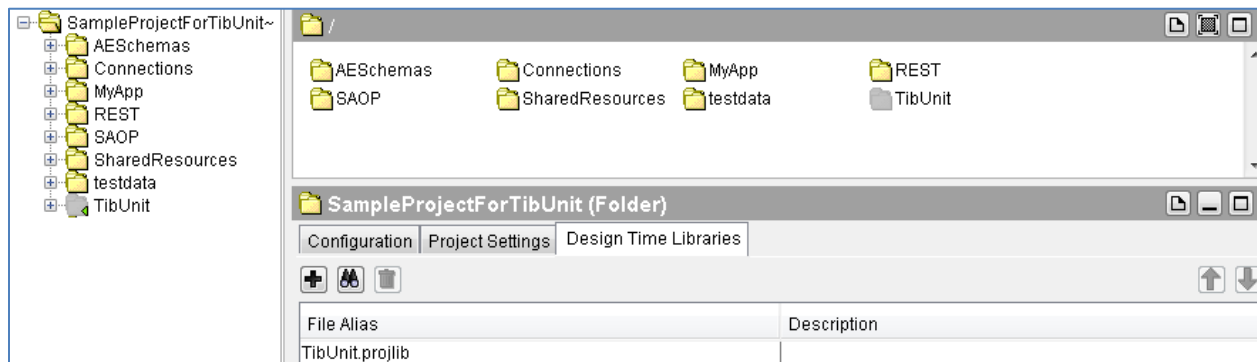 SampleProjectForTibUnit~
AESchemas
Connections
MyApp
REST
SAOP
SharedResources
testdata
TibUnit
/
AESchemas Connections MyApp REST
SAOP SharedResources testdata TibUnit
SampleProjectForTibUnit (Folder)
Configuration Project Settings Design Time Libraries
File Alias Description
TibUnit.projlib